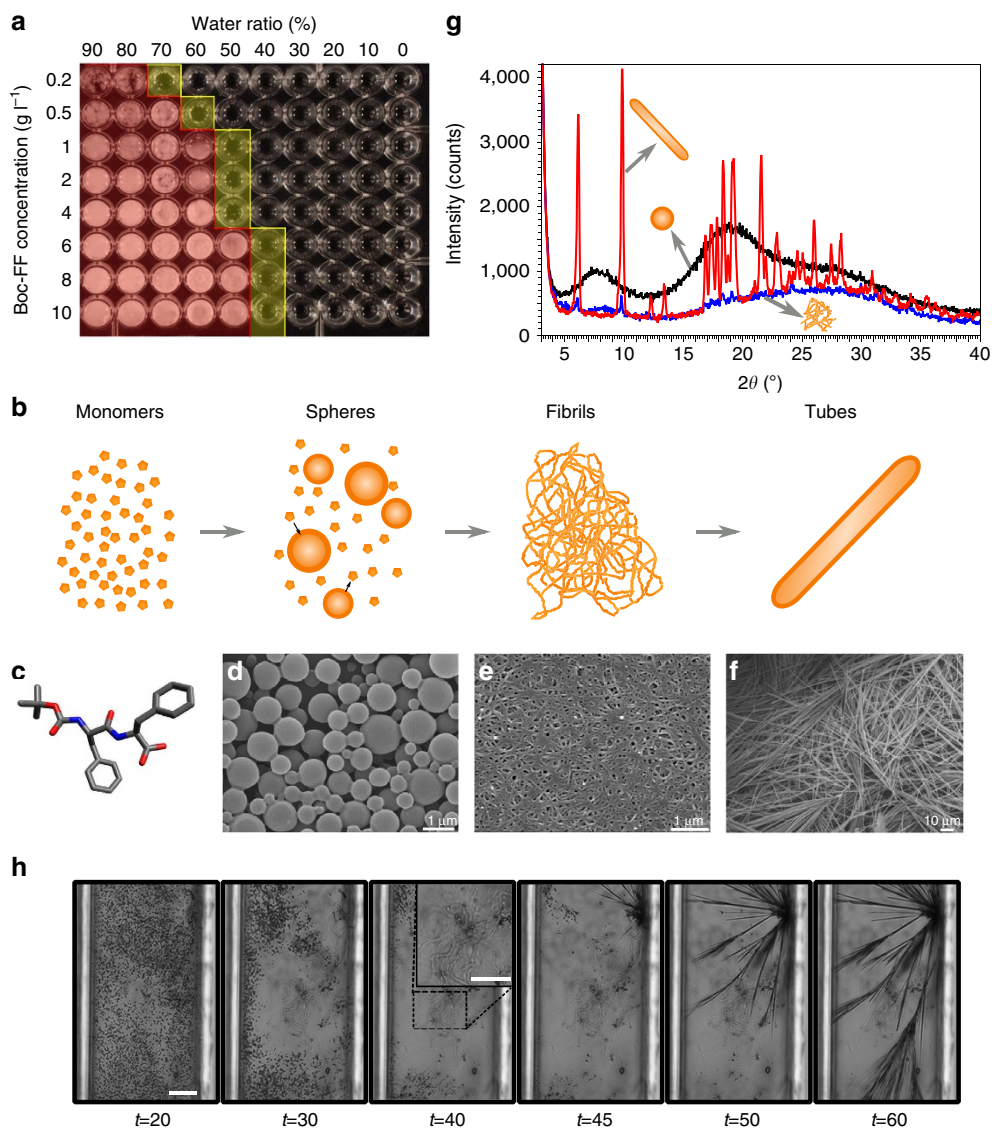 a
Water ratio (%)
90 80 70 60 50 40 30 20 10 0
Boc-FF concentration (g l⁻¹)
0.2
0.5
1
2
4
6
8
10
g
Intensity (counts)
4,000
3,000
2,000
1,000
0
5 10 15 20 25 30 35 40
2θ (°)
b
Monomers Spheres Fibrils Tubes
c
d
1 μm
e
1 μm
f
10 μm
h
t=20 t=30 t=40 t=45 t=50 t=60